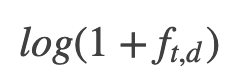 log(1 + f_{t,d})